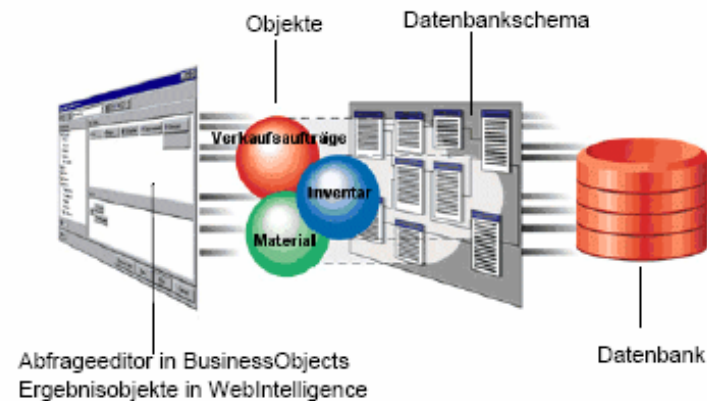 Objekte
Datenbankschema
Verkaufsaufträge
Inventar
Material
Abfrageeditor in BusinessObjects
Ergebnisobjekte in WebIntelligence
Datenbank